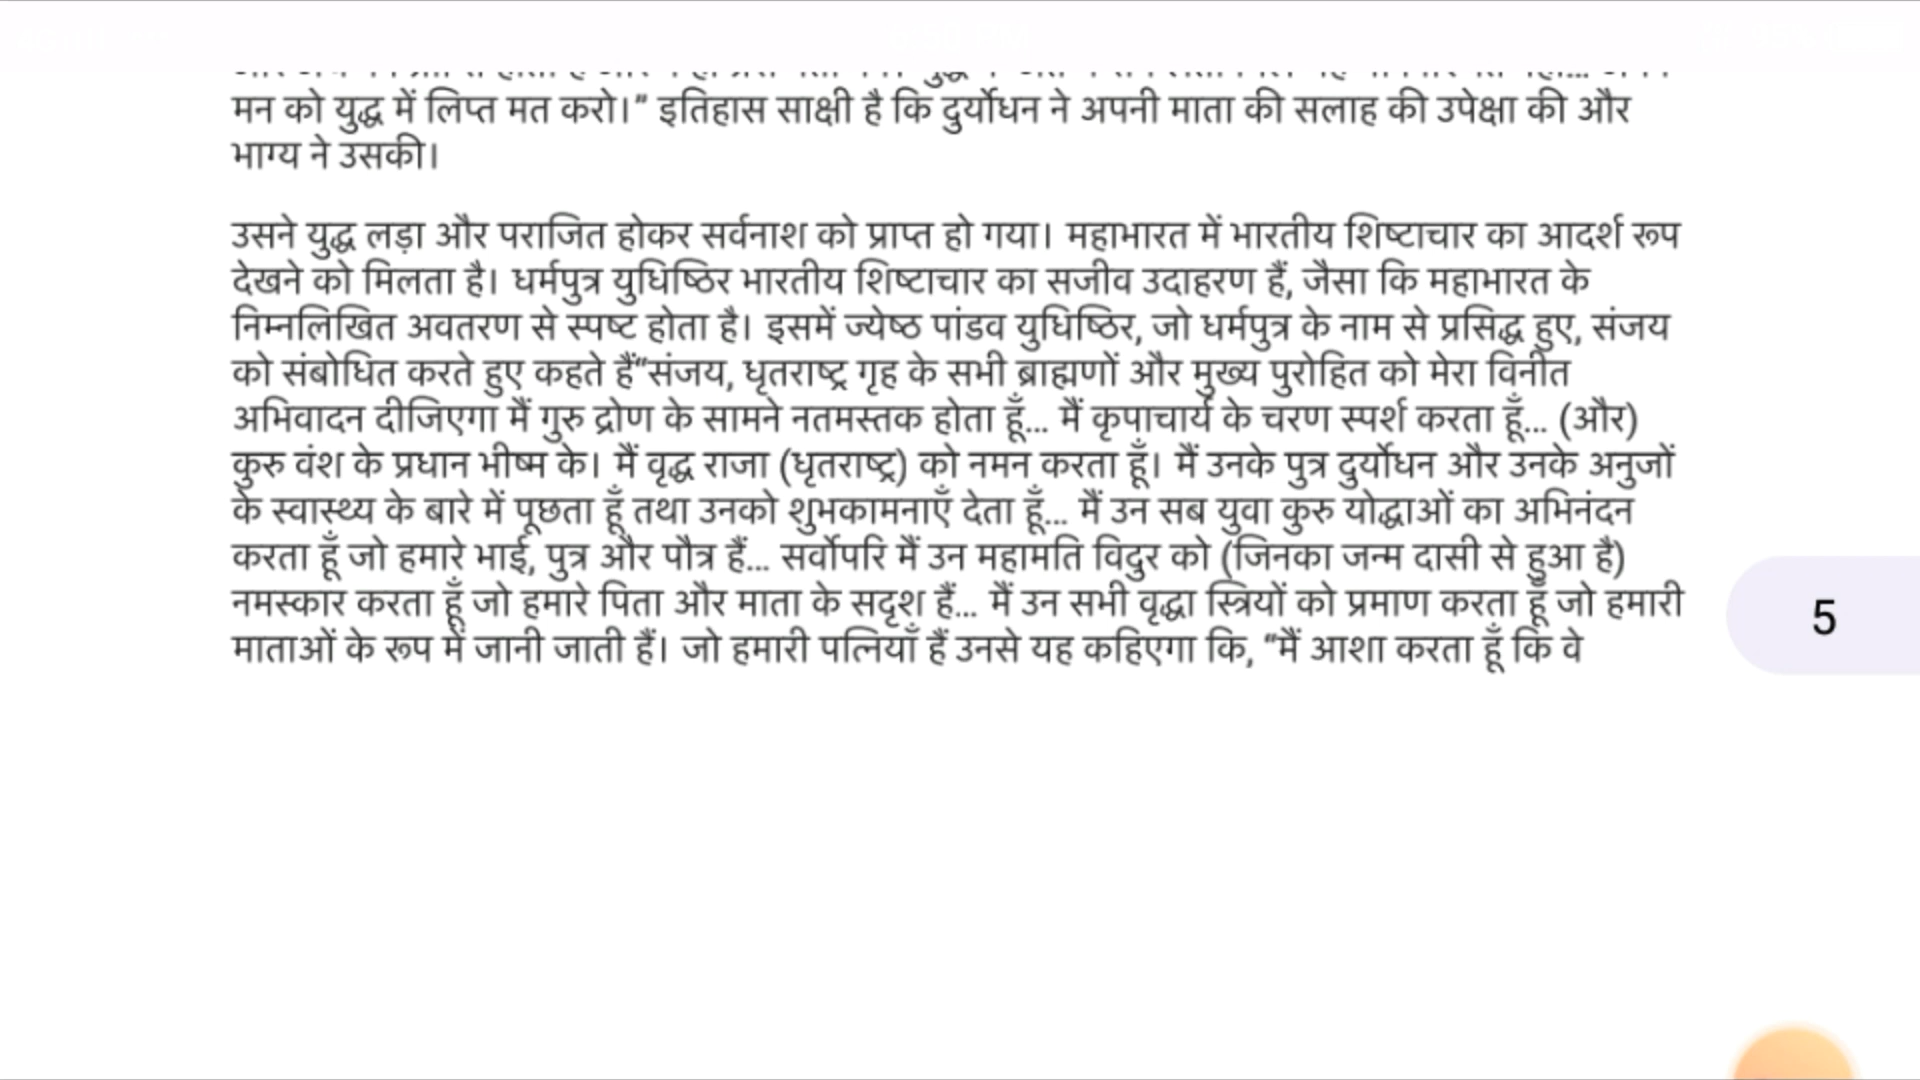 मन को युद्ध में लिप्त मत करो।” इतिहास साक्षी है कि दुर्योधन ने अपनी माता की सलाह की उपेक्षा की और
भाग्य ने उसकी।
उसने युद्ध लड़ा और पराजित होकर सर्वनाश को प्राप्त हो गया। महाभारत में भारतीय शिष्टाचार का आदर्श रूप
देखने को मिलता है। धर्मपुत्र युधिष्ठिर भारतीय शिष्टाचार का सजीव उदाहरण हैं, जैसा कि महाभारत के
निम्नलिखित अवतरण से स्पष्ट होता है। इसमें ज्येष्ठ पांडव युधिष्ठिर, जो धर्मपुत्र के नाम से प्रसिद्ध हुए, संजय
को संबोधित करते हुए कहते हैं“संजय, धृतराष्ट्र गृह के सभी ब्राह्मणों और मुख्य पुरोहित को मेरा विनीत
अभिवादन दीजिएगा मैं गुरु द्रोण के सामने नतमस्तक होता हूँ... मैं कृपाचार्य के चरण स्पर्श करता हूँ... (और)
कुरु वंश के प्रधान भीष्म के। मैं वृद्ध राजा (धृतराष्ट्र) को नमन करता हूँ। मैं उनके पुत्र दुर्योधन और उनके अनुजों
के स्वास्थ्य के बारे में पूछता हूँ तथा उनको शुभकामनाएँ देता हूँ... मैं उन सब युवा कुरु योद्धाओं का अभिनंदन
करता हूँ जो हमारे भाई, पुत्र और पौत्र हैं... सर्वोपरि मैं उन महामति विदुर को (जिनका जन्म दासी से हुआ है)
नमस्कार करता हूँ जो हमारे पिता और माता के सदृश हैं... मैं उन सभी वृद्धा स्त्रियों को प्रमाण करता हूँ जो हमारी
माताओं के रूप में जानी जाती हैं। जो हमारी पत्नियाँ हैं उनसे यह कहिएगा कि, “मैं आशा करता हूँ कि वे
5